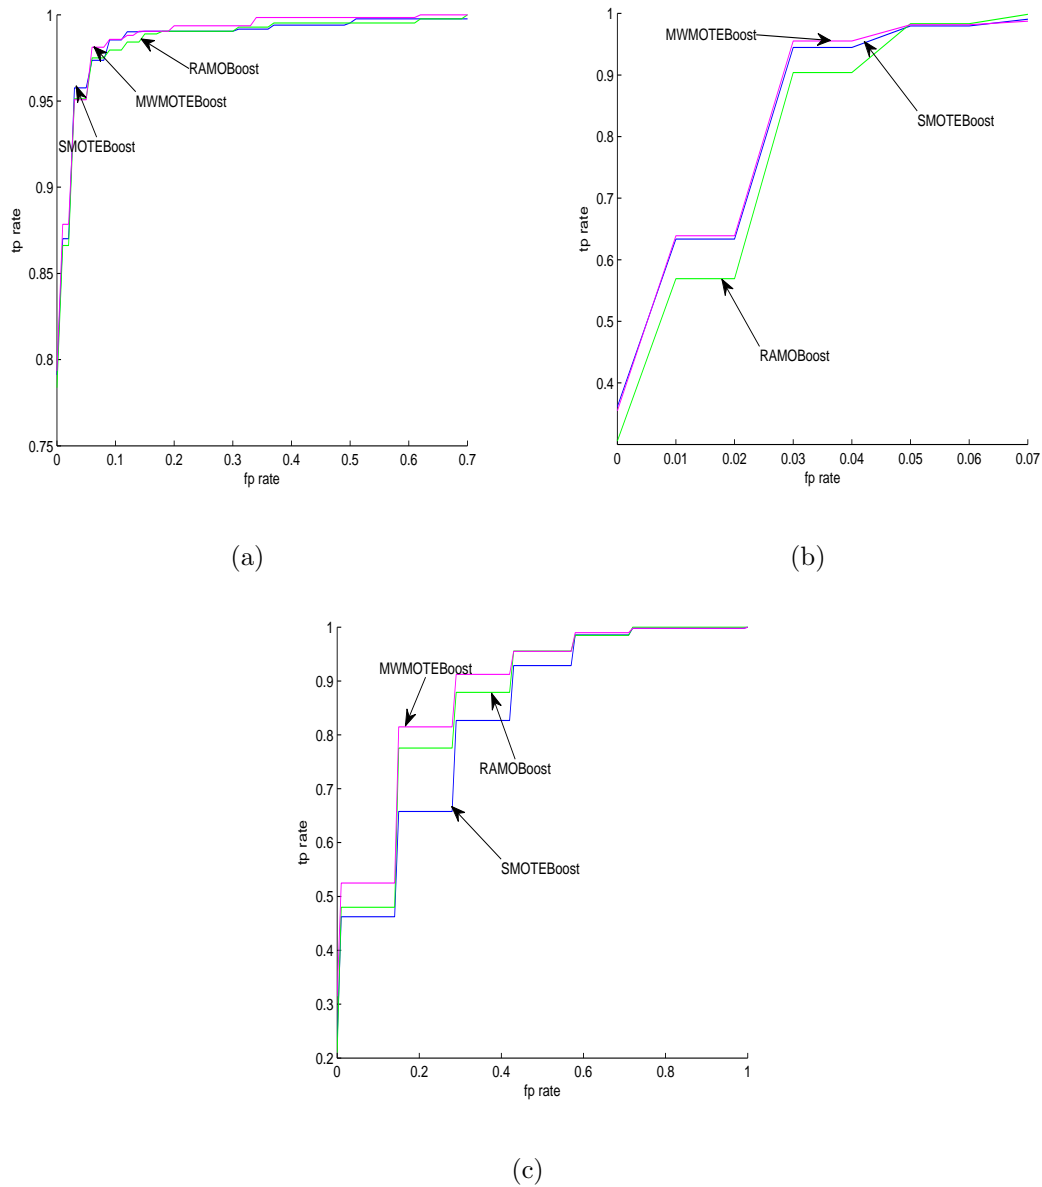 1
0.95
0.9
0.85
0.8
0.75
tp rate
RAMOBoost
MWMOTEBoost
SMOTEBoost
0 0.1 0.2 0.3 0.4 0.5 0.6 0.7
fp rate
(a)
1
0.9
0.8
0.7
0.6
0.5
0.4
tp rate
MWMOTEBoost
SMOTEBoost
RAMOBoost
0 0.01 0.02 0.03 0.04 0.05 0.06 0.07
fp rate
(b)
1
0.9
0.8
0.7
0.6
0.5
0.4
0.3
0.2
tp rate
MWMOTEBoost
RAMOBoost
SMOTEBoost
0 0.2 0.4 0.6 0.8 1
fp rate
(c)